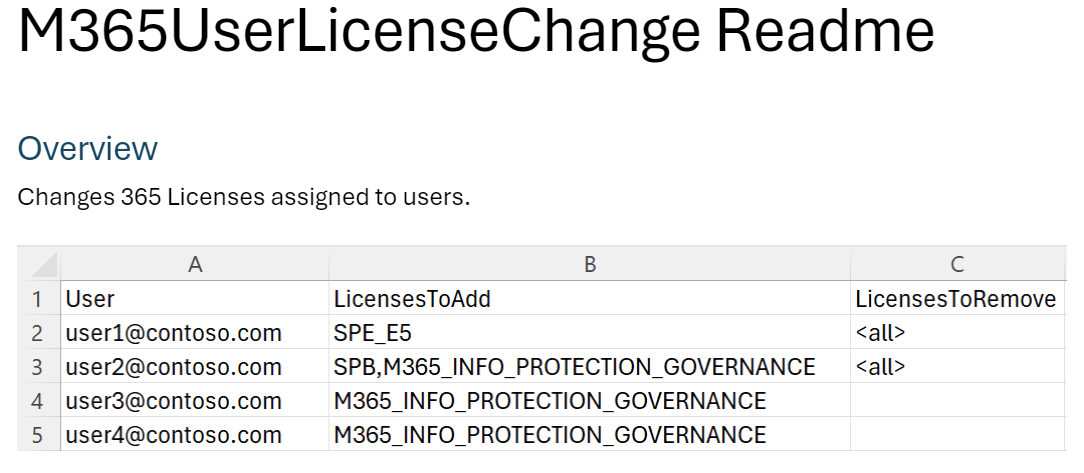 M365UserLicenseChange Readme
Overview
Changes 365 Licenses assigned to users.
A B C
1 User LicensesToAdd LicensesToRemove
2 user1@contoso.com SPE_E5 <all>
3 user2@contoso.com SPB,M365_INFO_PROTECTION_GOVERNANCE <all>
4 user3@contoso.com M365_INFO_PROTECTION_GOVERNANCE
5 user4@contoso.com M365_INFO_PROTECTION_GOVERNANCE